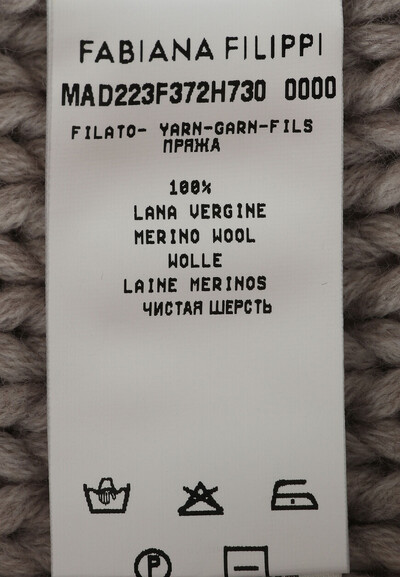 FABIANA FILIPPI
MAD223F372H730 0000
FILATO- YARN-GARN-FILS
ПРЯЖА
100%
LANA VERGINE
MERINO WOOL
WOLLE
LAINE MERINOS
ЧИСТАЯ ШЕРСТЬ
P